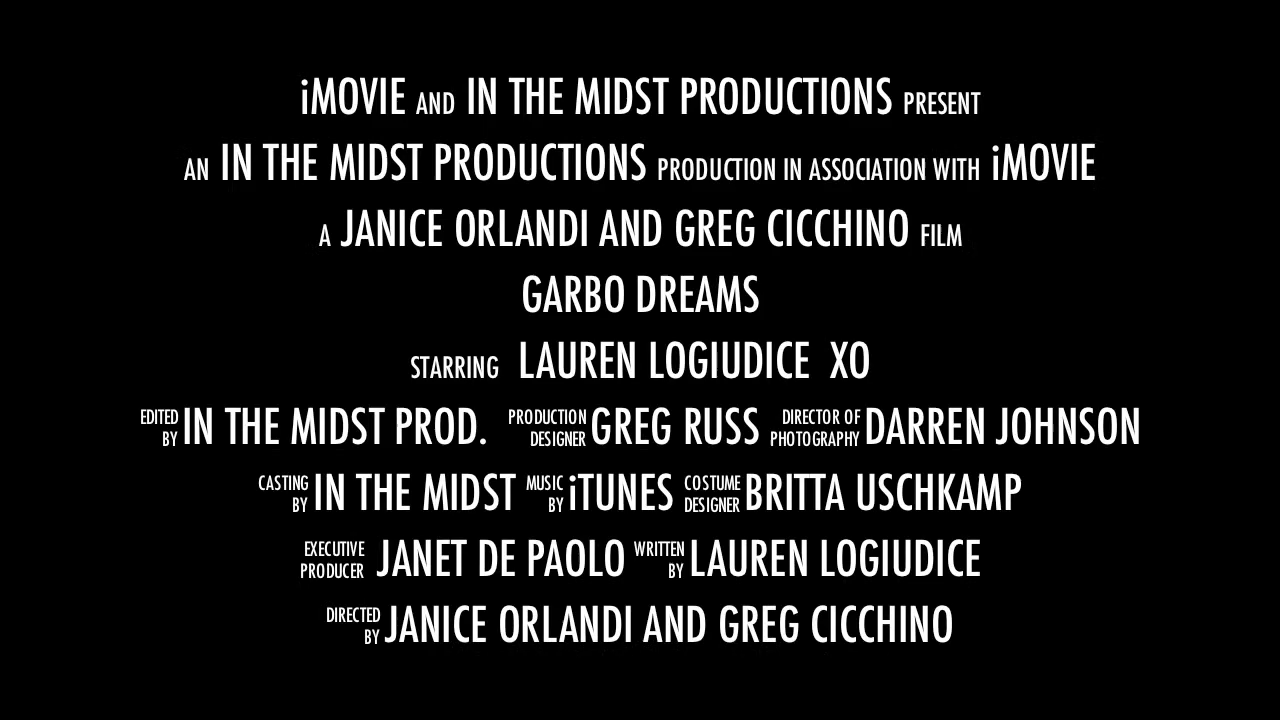 iMOVIE AND IN THE MIDST PRODUCTIONS PRESENT
AN IN THE MIDST PRODUCTIONS PRODUCTION IN ASSOCIATION WITH iMOVIE
A JANICE ORLANDI AND GREG CICCHINO FILM
GARBO DREAMS
STARRING LAUREN LOGIUDICE XO
EDITED BY IN THE MIDST PROD. PRODUCTION DESIGNER GREG RUSS DIRECTOR OF PHOTOGRAPHY DARREN JOHNSON
CASTING BY IN THE MIDST MUSIC BY iTUNES COSTUME DESIGNER BRITTA USCHKAMP
EXECUTIVE PRODUCER JANET DE PAOLO WRITTEN BY LAUREN LOGIUDICE
DIRECTED BY JANICE ORLANDI AND GREG CICCHINO